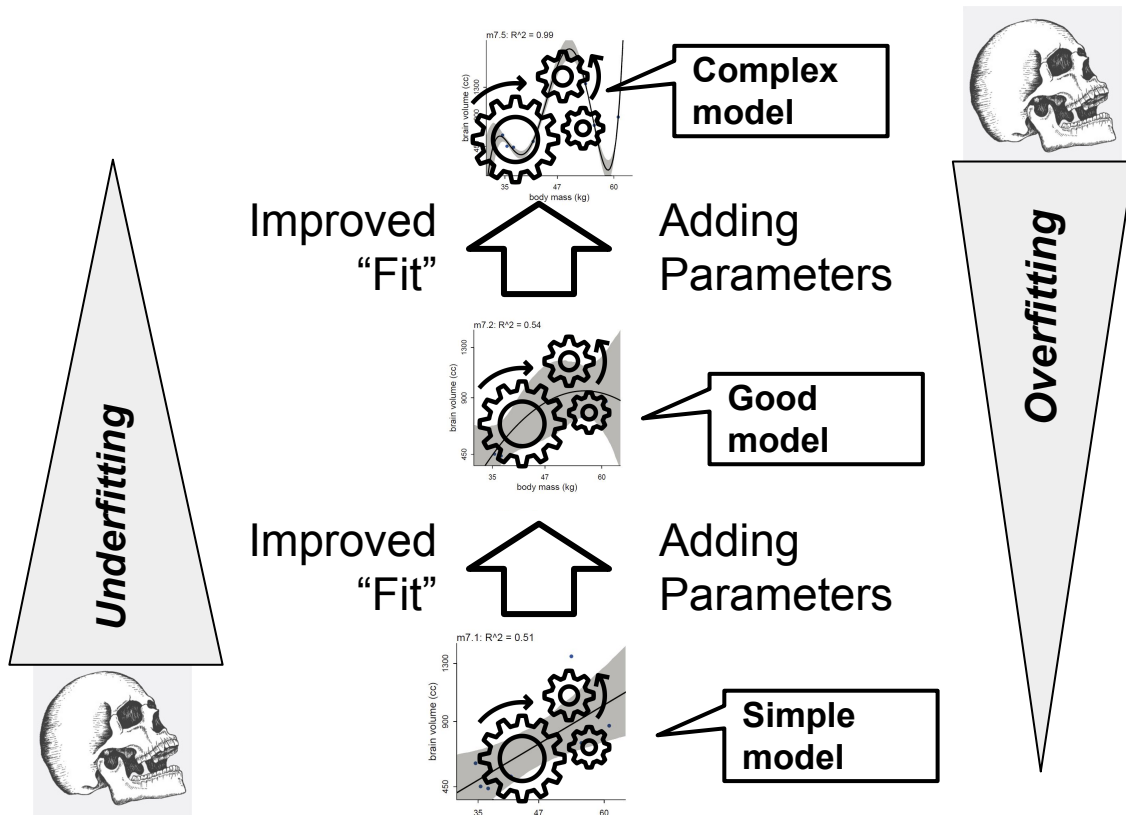 m7.5: R^2 = 0.99
brain volume (cc)
1300
35
47
60
body mass (kg)
Complex
model
Improved
“Fit”
Adding
Parameters
m7.2: R^2 = 0.54
brain volume (cc)
1300
900
450
35
47
60
body mass (kg)
Good
model
Underfitting
Overfitting
Improved
“Fit”
Adding
Parameters
m7.1: R^2 = 0.51
brain volume (cc)
1300
900
450
35
47
60
Simple
model